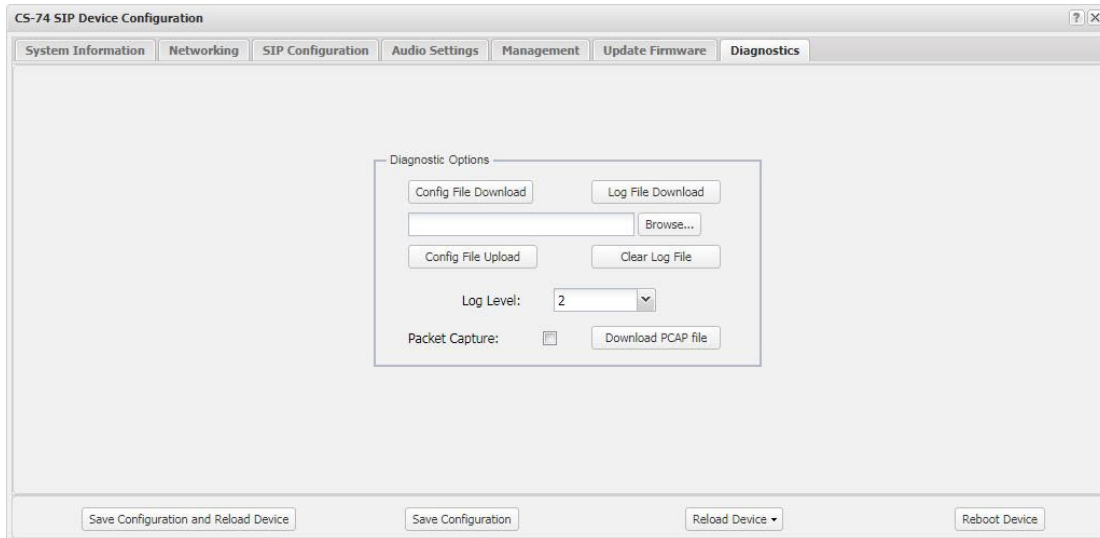 CS-74 SIP Device Configuration ?
System Information Networking SIP Configuration Audio Settings Management Update Firmware Diagnostics
Diagnostic Options
Config File Download Log File Download
Browse...
Config File Upload Clear Log File
Log Level: 2
Packet Capture: Download PCAP file
Save Configuration and Reload Device Save Configuration Reload Device Reboot Device